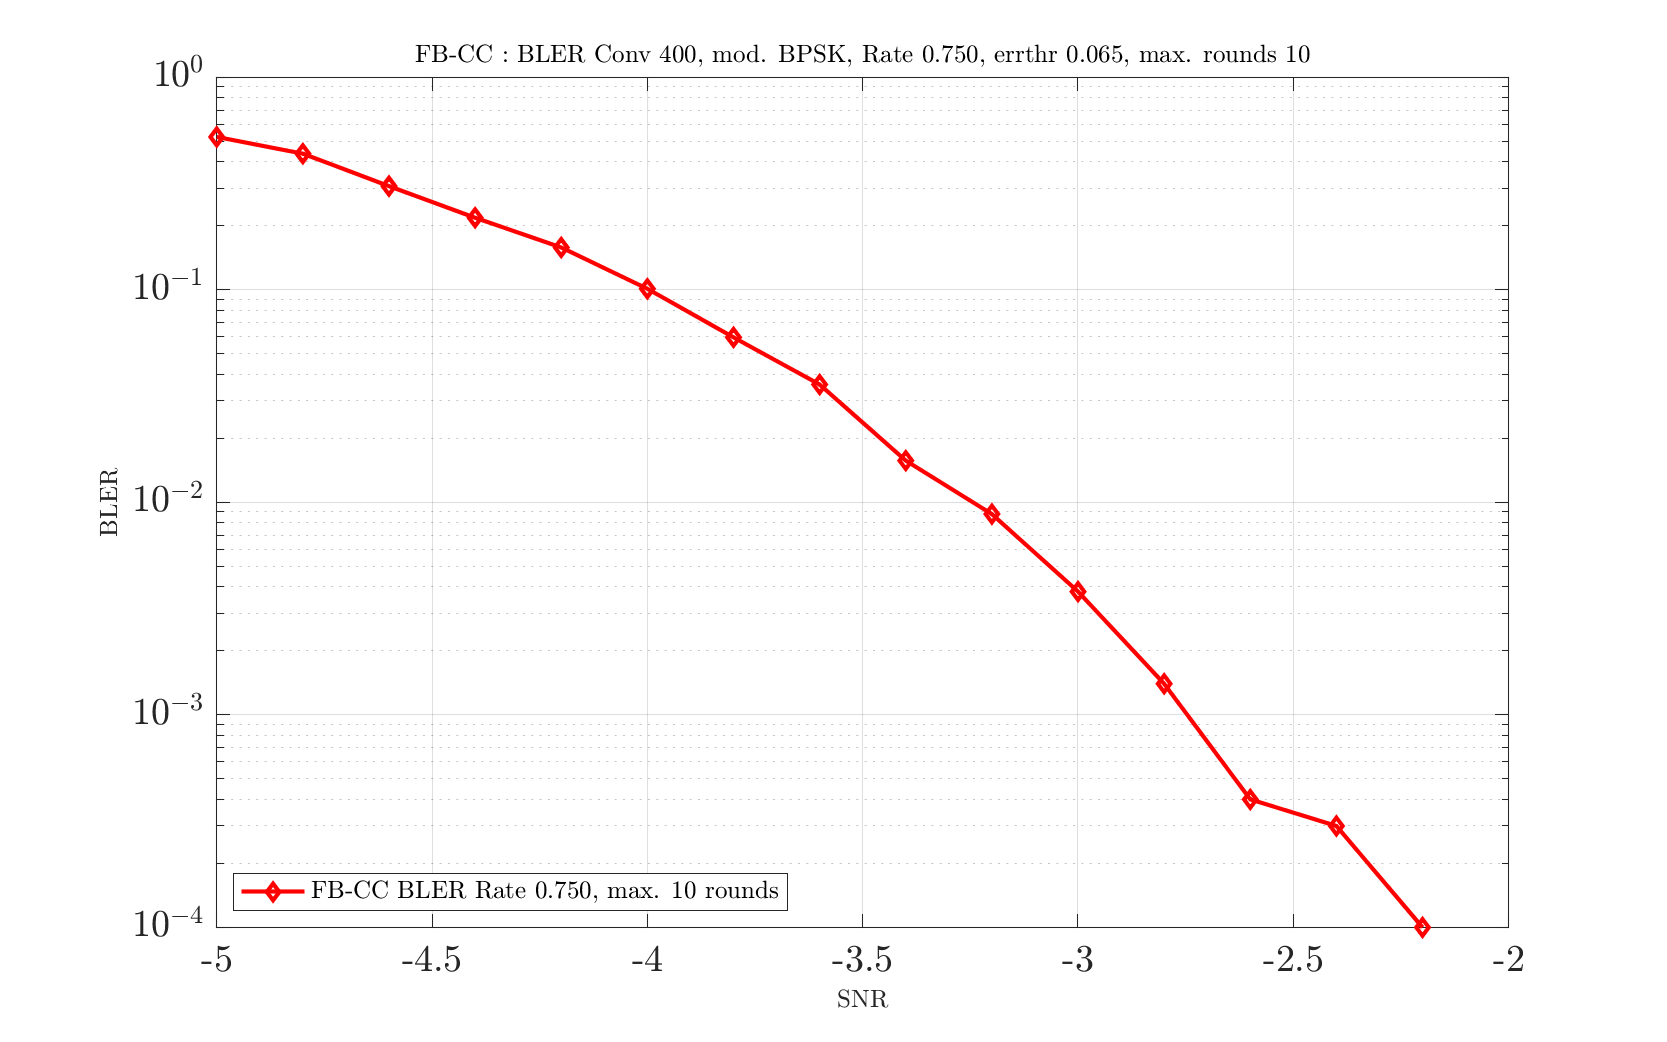 FB-CC : BLER Conv 400, mod. BPSK, Rate 0.750, errthr 0.065, max. rounds 10
10^0
10^-1
10^-2
10^-3
10^-4
BLER
FB-CC BLER Rate 0.750, max. 10 rounds
-5 -4.5 -4 -3.5 -3 -2.5 -2
SNR